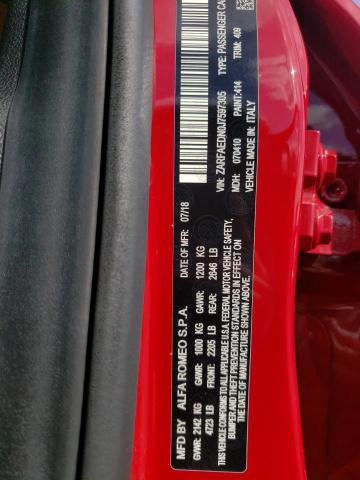 MFD BY ALFA ROMEO S.P.A.
DATE OF MFR: 07/18
GVWR: 2142 KG GAWR: 1000 KG GAWR: 1200 KG
4723 LB FRONT: 2205 LB REAR: 2646 LB
THIS VEHICLE CONFORMS TO ALL APPLICABLE U.S.A. FEDERAL MOTOR VEHICLE SAFETY,
BUMPER AND THEFT PREVENTION STANDARDS IN EFFECT ON
THE DATE OF MANUFACTURE SHOWN ABOVE.
VIN: ZARFAEDN0J7597305 TYPE: PASSENGER CA
MDH: 070410 PAINT: 414 TRIM: 409
VEHICLE MADE IN: ITALY